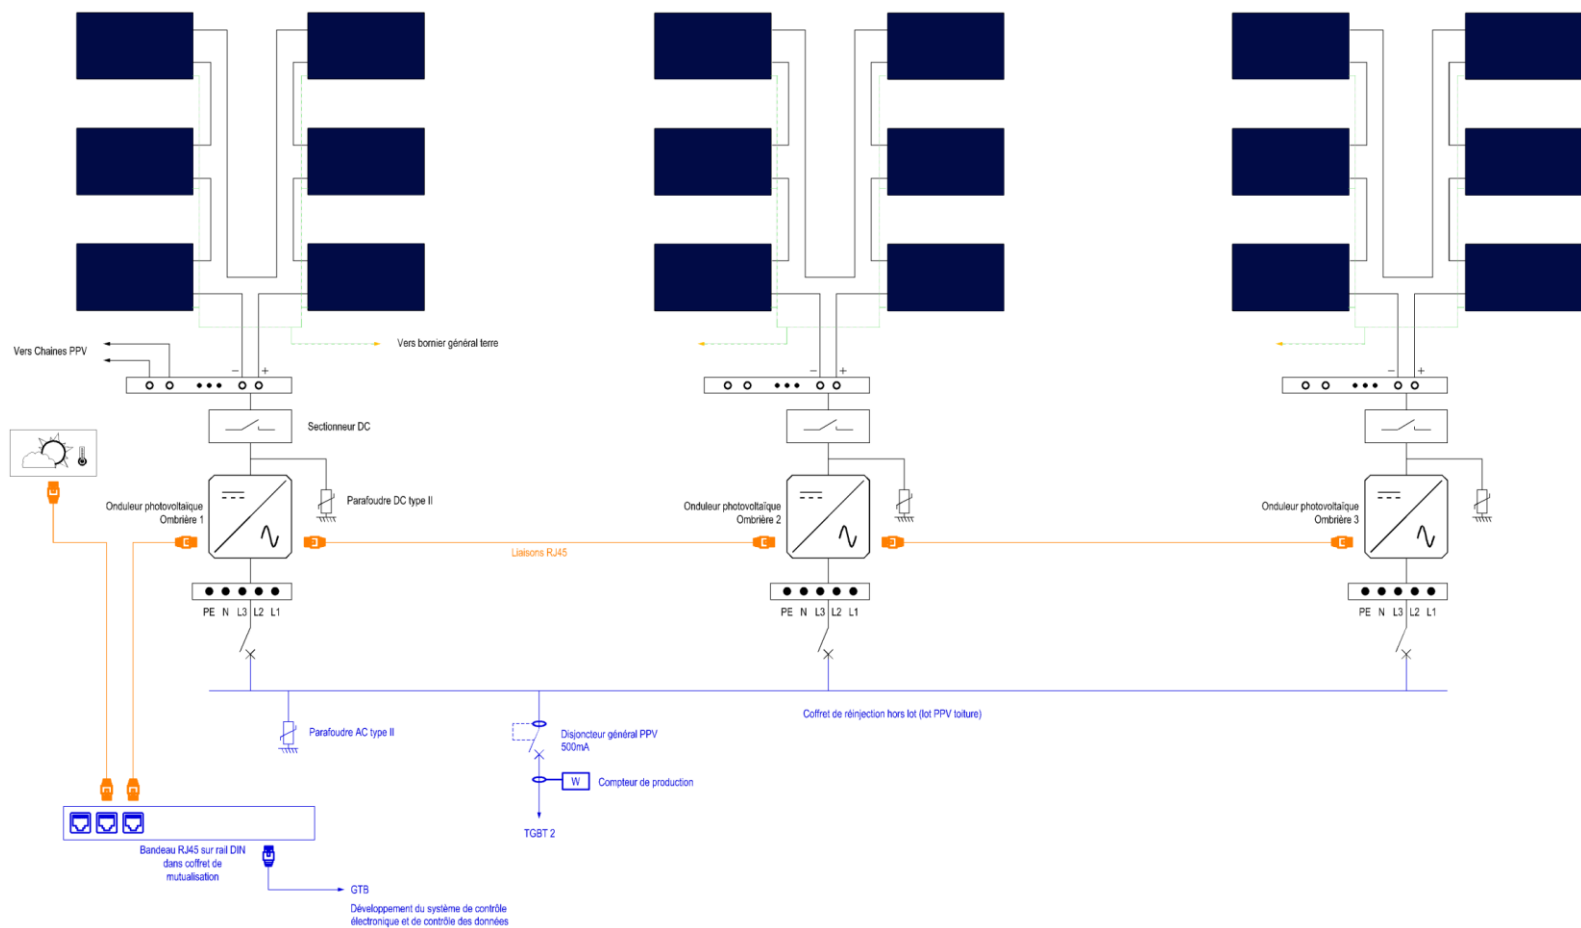 Vers Chaines PPV
Vers bornier général terre
− +
− +
− +
Sectionneur DC
Onduleur photovoltaïque
Ombrière 1
Parafoudre DC type II
Onduleur photovoltaïque
Ombrière 2
Onduleur photovoltaïque
Ombrière 3
Liaisons RJ45
PE N L3 L2 L1
PE N L3 L2 L1
PE N L3 L2 L1
Coffret de réinjection hors lot (lot PPV toiture)
Parafoudre AC type II
Disjoncteur général PPV
500mA
W
Compteur de production
TGBT 2
Bandeau RJ45 sur rail DIN
dans coffret de
mutualisation
GTB
Développement du système de contrôle
électronique et de contrôle des données